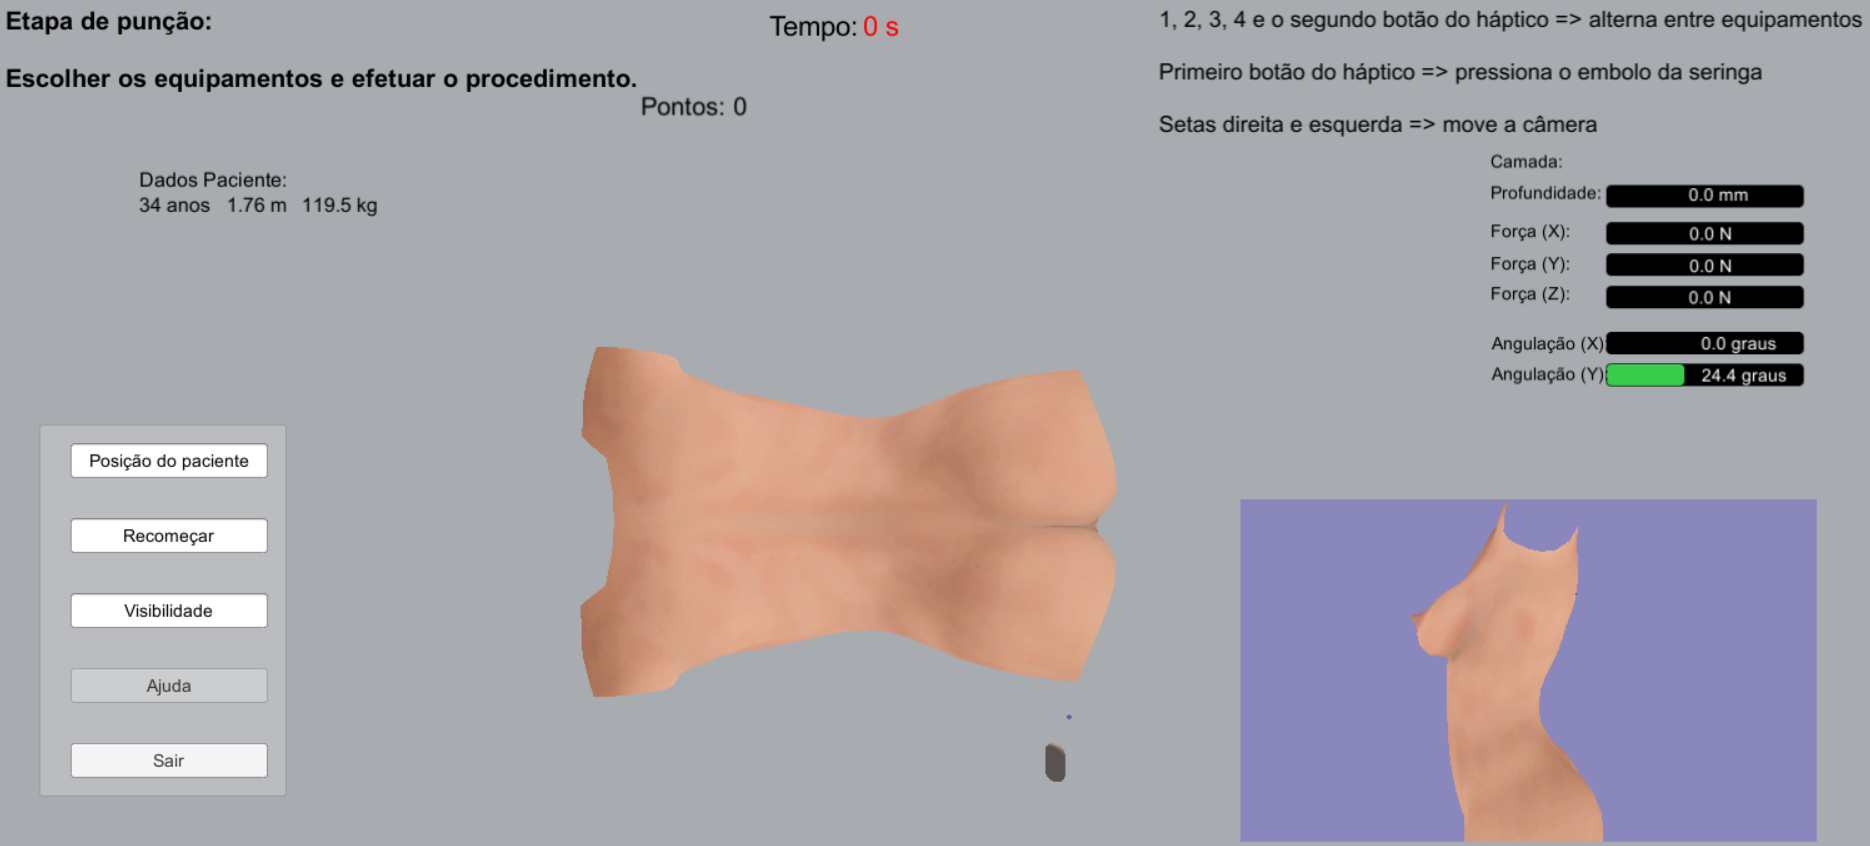 Etapa de punção:
Tempo: 0 s
Escolher os equipamentos e efetuar o procedimento.
Pontos: 0
1, 2, 3, 4 e o segundo botão do háptico => alterna entre equipamentos
Primeiro botão do háptico => pressiona o embolo da seringa
Setas direita e esquerda => move a câmera
Dados Paciente:
34 anos 1.76 m 119.5 kg
Camada:
Profundidade: 0.0 mm
Força (X): 0.0 N
Força (Y): 0.0 N
Força (Z): 0.0 N
Angulação (X) 0.0 graus
Angulação (Y): 24.4 graus
Posição do paciente
Recomeçar
Visibilidade
Ajuda
Sair